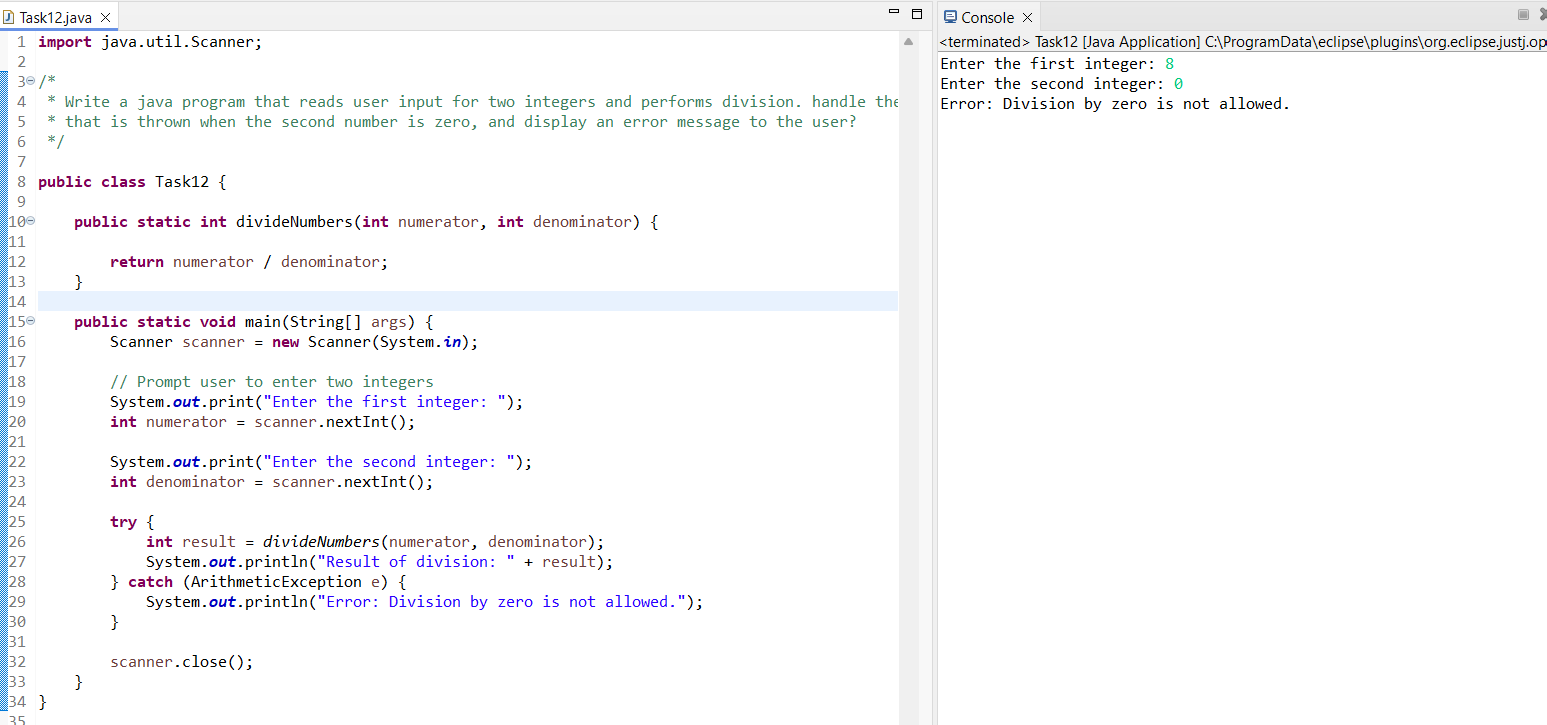 Task12.java
1 import java.util.Scanner;
2
3 /*
4 * Write a java program that reads user input for two integers and performs division. handle the
5 * that is thrown when the second number is zero, and display an error message to the user?
6 */
7
8 public class Task12 {
9
10 public static int divideNumbers(int numerator, int denominator) {
11
12 return numerator / denominator;
13 }
14
15 public static void main(String[] args) {
16 Scanner scanner = new Scanner(System.in);
17
18 // Prompt user to enter two integers
19 System.out.print("Enter the first integer: ");
20 int numerator = scanner.nextInt();
21
22 System.out.print("Enter the second integer: ");
23 int denominator = scanner.nextInt();
24
25 try {
26 int result = divideNumbers(numerator, denominator);
27 System.out.println("Result of division: " + result);
28 } catch (ArithmeticException e) {
29 System.out.println("Error: Division by zero is not allowed.");
30 }
31
32 scanner.close();
33 }
34 }
35
Console
<terminated> Task12 [Java Application] C:\ProgramData\eclipse\plugins\org.eclipse.justj.op
Enter the first integer: 8
Enter the second integer: 0
Error: Division by zero is not allowed.